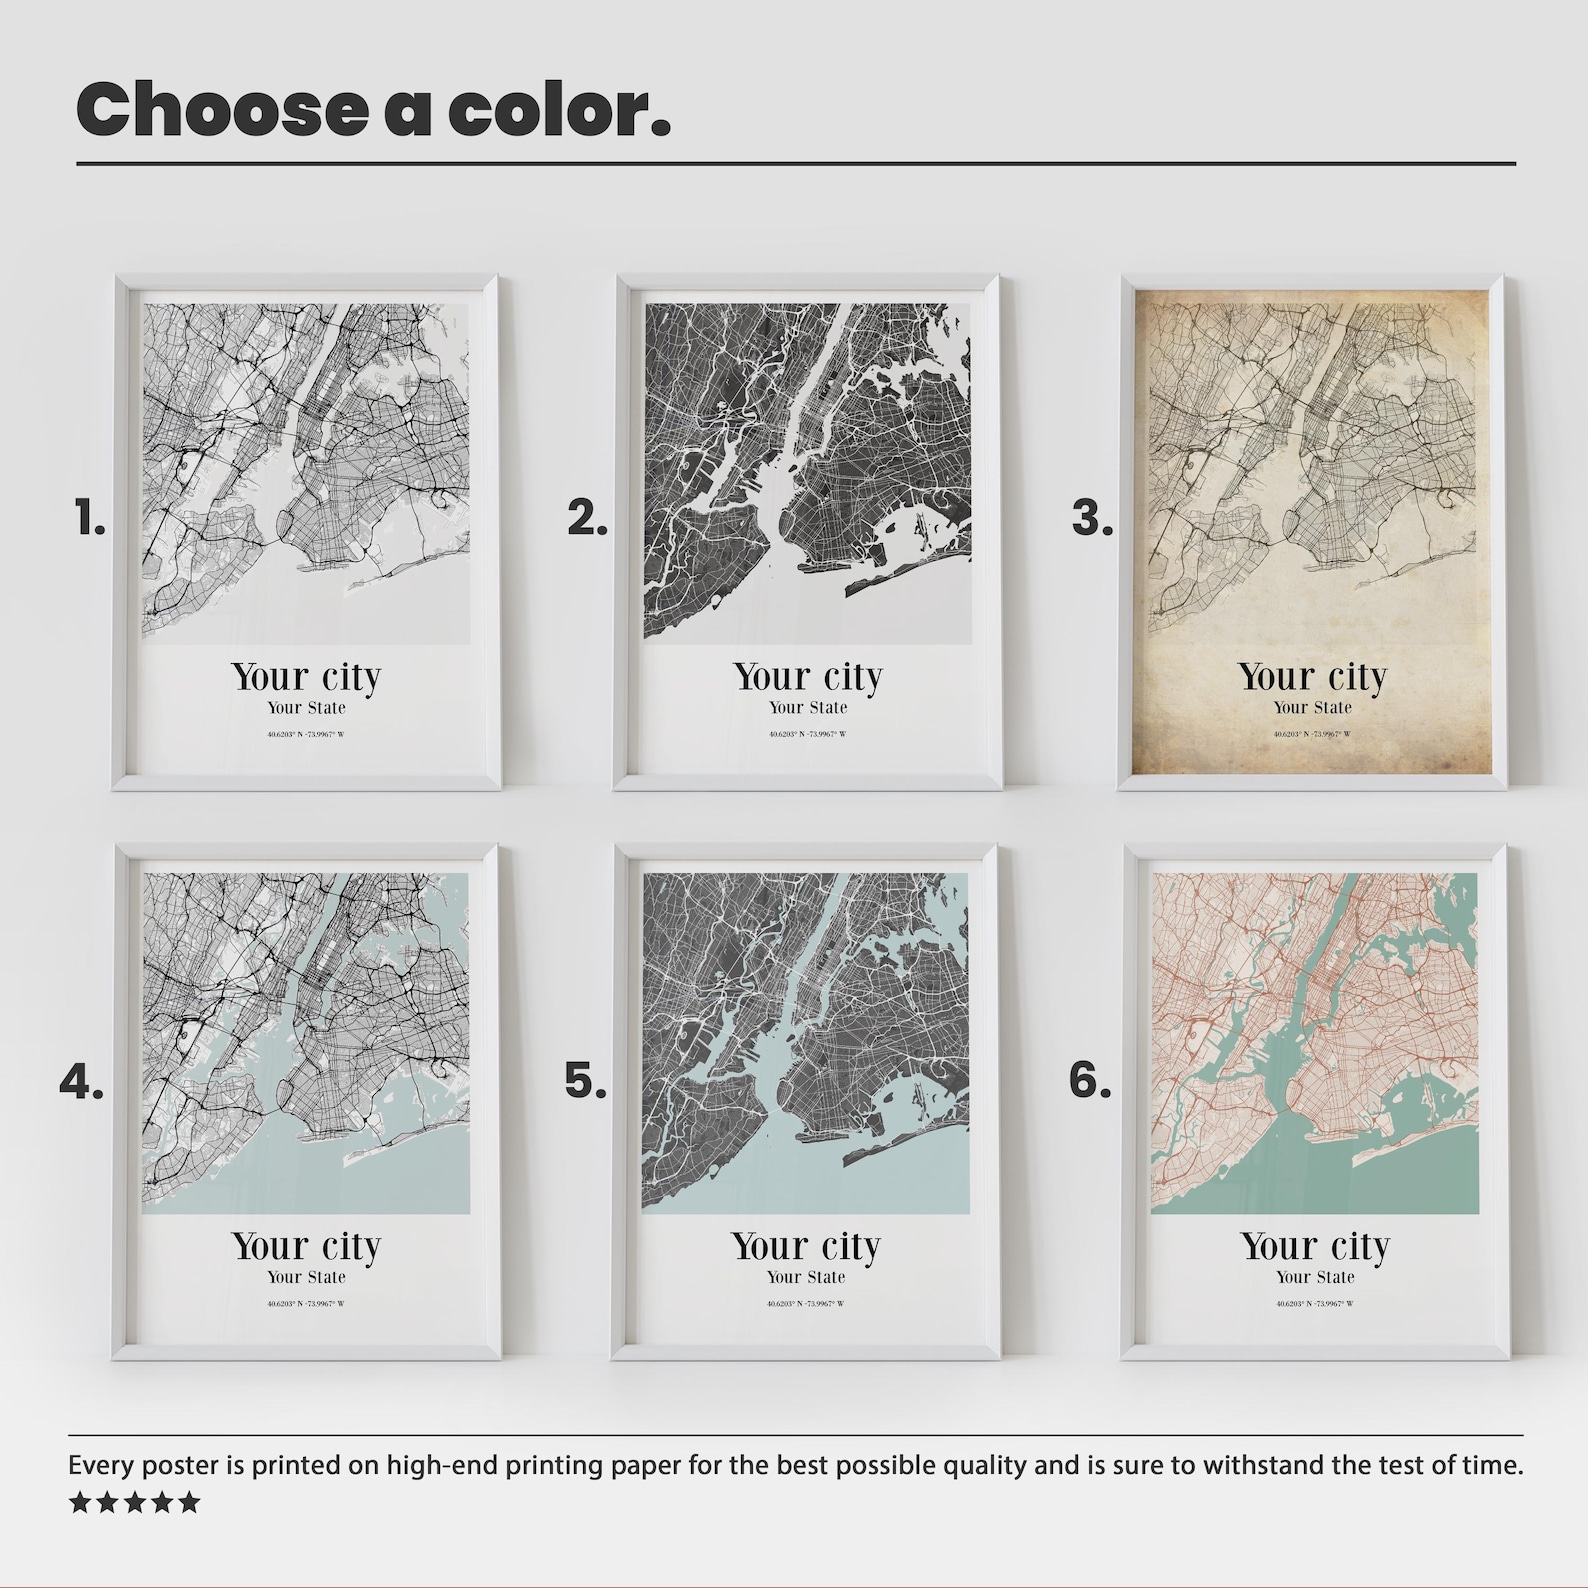 Choose a color.
1.
Your city
Your State
40.6203° N -73.9967° W
2.
Your city
Your State
40.6203° N -73.9967° W
3.
Your city
Your State
40.6203° N -73.9967° W
4.
Your city
Your State
40.6203° N -73.9967° W
5.
Your city
Your State
40.6203° N -73.9967° W
6.
Your city
Your State
40.6203° N -73.9967° W
Every poster is printed on high-end printing paper for the best possible quality and is sure to withstand the test of time.
★★★★★